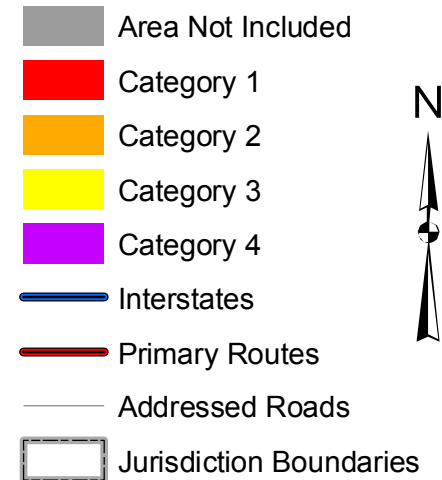 Area Not Included
Category 1
N
Category 2
Category 3
Category 4
Interstates
Primary Routes
Addressed Roads
Jurisdiction Boundaries